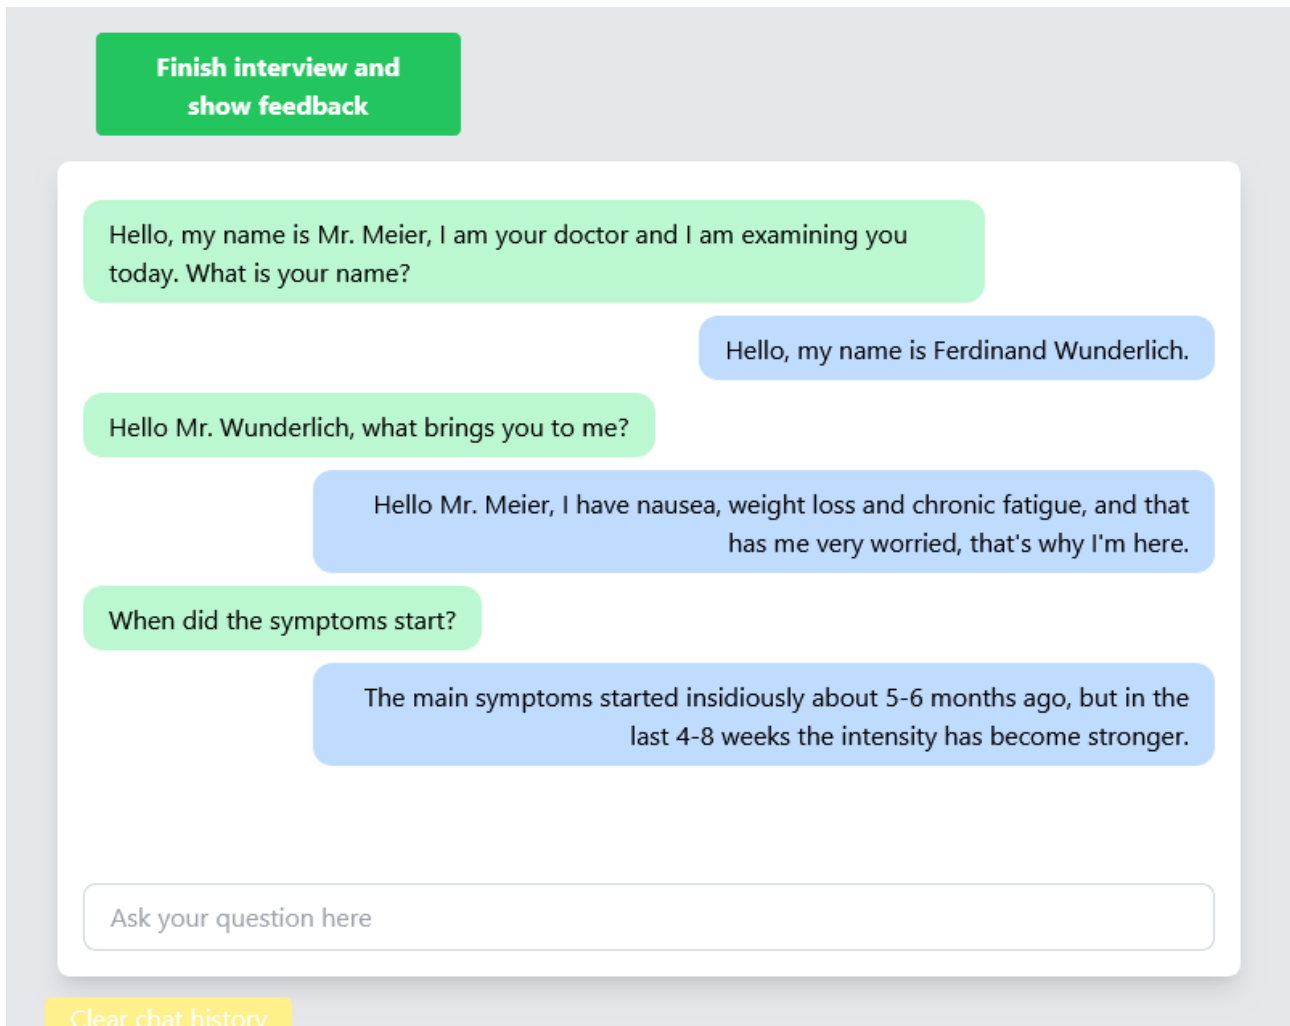 Finish interview and
show feedback
Hello, my name is Mr. Meier, I am your doctor and I am examining you
today. What is your name?
Hello, my name is Ferdinand Wunderlich.
Hello Mr. Wunderlich, what brings you to me?
Hello Mr. Meier, I have nausea, weight loss and chronic fatigue, and that
has me very worried, that's why I'm here.
When did the symptoms start?
The main symptoms started insidiously about 5-6 months ago, but in the
last 4-8 weeks the intensity has become stronger.
Ask your question here
Clear chat history